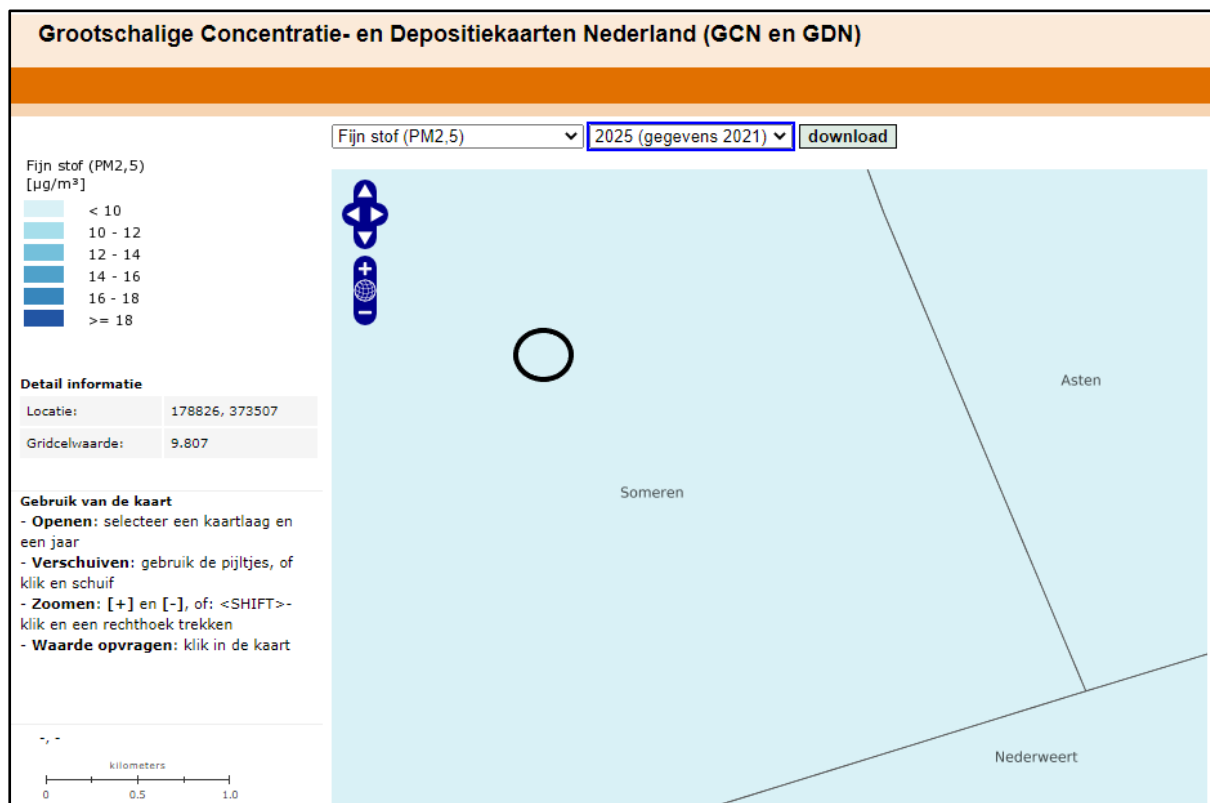 Grootschalige Concentratie- en Depositiekaarten Nederland (GCN en GDN)
Fijn stof (PM2,5) 2025 (gegevens 2021) download
Fijn stof (PM2,5)
[µg/m³]
< 10
10 - 12
12 - 14
14 - 16
16 - 18
>= 18
Detail informatie
Locatie: 178826, 373507
Gridcelwaarde: 9.807
Gebruik van de kaart
- Openen: selecteer een kaartlaag en
een jaar
- Verschuiven: gebruik de pijltjes, of
klik en schuif
- Zoomen: [+] en [-], of: <SHIFT>-
klik en een rechthoek trekken
- Waarde opvragen: klik in de kaart
-, -
kilometers
0 0.5 1.0
Asten
Someren
Nederweert